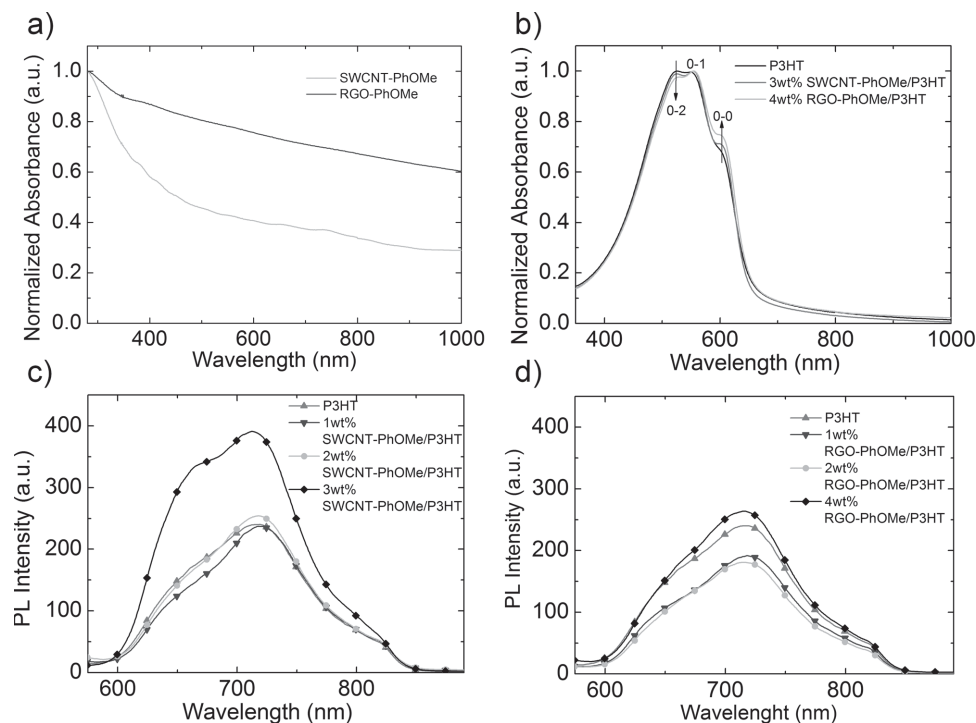 a)
Normalized Absorbance (a.u.)
1.0
0.8
0.6
0.4
0.2
0.0
SWCNT-PhOMe
RGO-PhOMe
400
600
800
1000
Wavelength (nm)
b)
Normalized Absorbance (a.u.)
1.0
0.8
0.6
0.4
0.2
0.0
0-1
0-2
0-0
P3HT
3wt% SWCNT-PhOMe/P3HT
4wt% RGO-PhOMe/P3HT
400
600
800
1000
Wavelength (nm)
c)
PL Intensity (a.u.)
400
300
200
100
0
P3HT
1wt%
SWCNT-PhOMe/P3HT
2wt%
SWCNT-PhOMe/P3HT
3wt%
SWCNT-PhOMe/P3HT
600
700
800
Wavelength (nm)
d)
PL Intensity (a.u.)
400
300
200
100
0
P3HT
1wt%
RGO-PhOMe/P3HT
2wt%
RGO-PhOMe/P3HT
4wt%
RGO-PhOMe/P3HT
600
700
800
Wavelenght (nm)